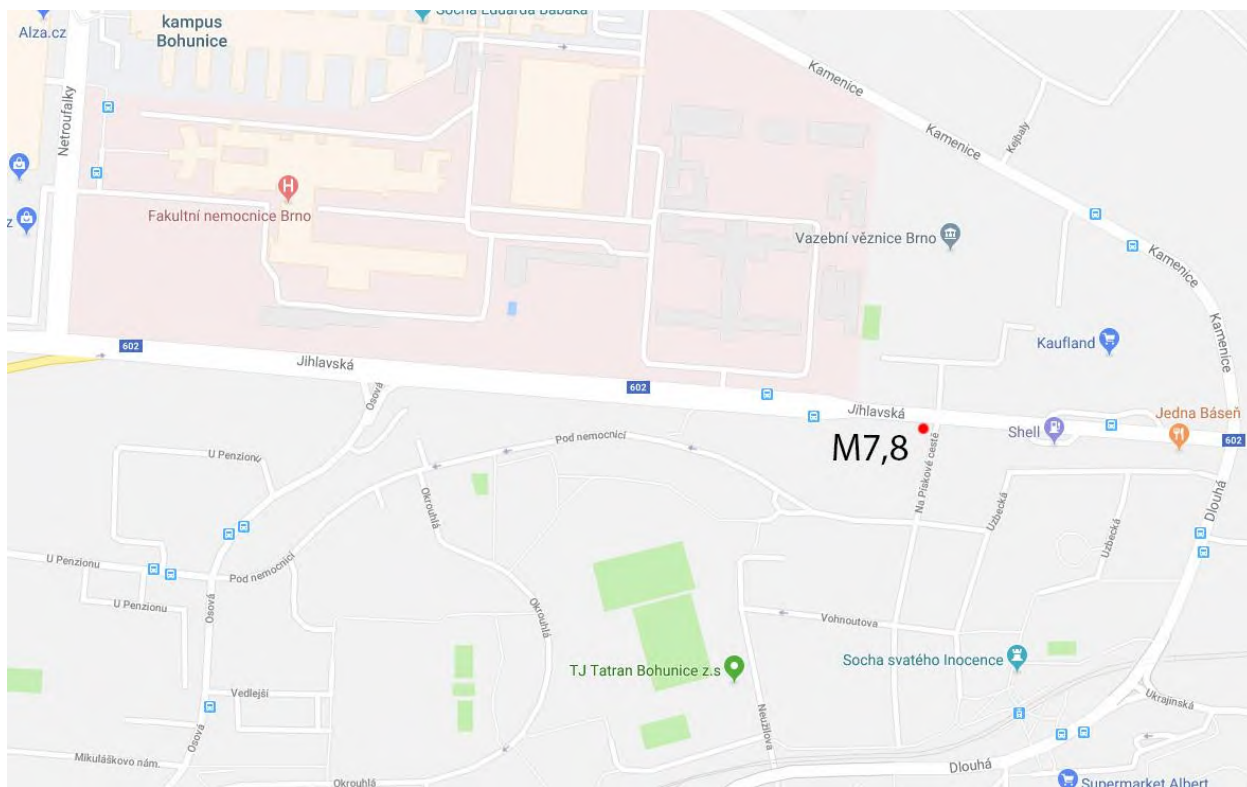 Socha Eduarda Babáka
kampus
Bohunice
Alza.cz
Netroufalky
Kamenice
Kamenice
Kejbaly
Fakultní nemocnice Brno
z
Vazební věznice Brno
Kamenice
Kamenice
602
Jihlavská
Kaufland
602
Osová
Jihlavská
Jedna Báseň
Shell
602
M7,8
Pod nemocnicí
U Penzionu
Na Pískové cestě
Okrouhlá
Uzbecká
Dlouhá
Uzbecká
U Penzionu
Pod nemocnicí
U Penzionu
Osová
Okrouhlá
Vohnoutova
Socha svatého Inocence
TJ Tatran Bohunice z.s
Vedlejší
Neužilova
Ukrajinská
Osová
Mikuláškovo nám.
Dlouhá
Okrouhlá
Supermarket Albert